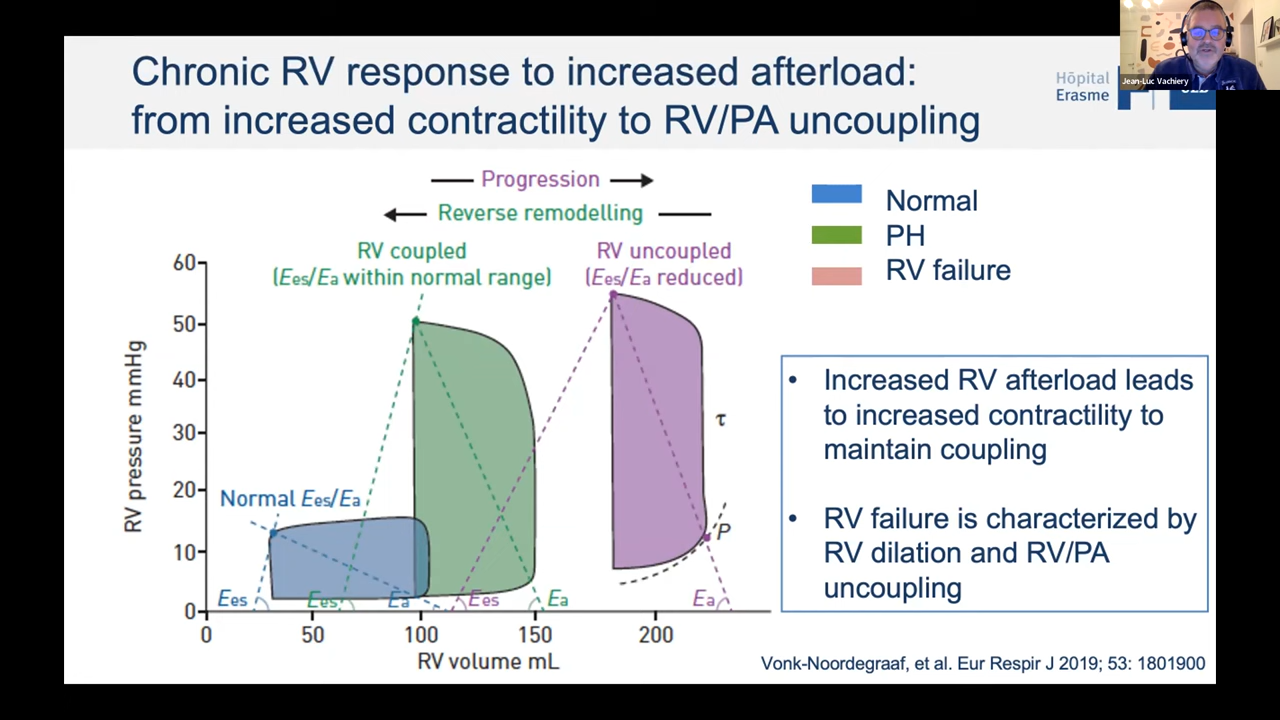 Chronic RV response to increased afterload:
from increased contractility to RV/PA uncoupling
Hôpital
Erasme
Jean-Luc Vachiery
Progression
Reverse remodelling
RV coupled
(Ees/Ea within normal range)
RV uncoupled
(Ees/Ea reduced)
Normal
PH
RV failure
RV pressure mmHg
60
50
40
30
20
10
0
Normal Ees/Ea
τ
P
Ees
Ees
Ea
Ees
Ea
Ea
0
50
100
150
200
RV volume mL
• Increased RV afterload leads
to increased contractility to
maintain coupling
• RV failure is characterized by
RV dilation and RV/PA
uncoupling
Vonk-Noordegraaf, et al. Eur Respir J 2019; 53: 1801900